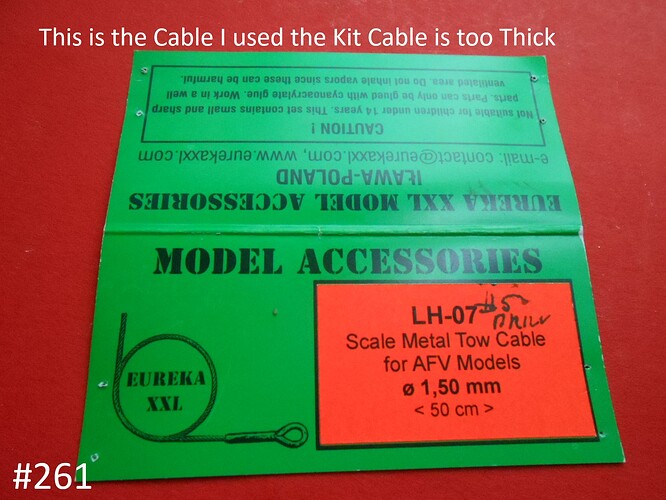 This is the Cable I used the Kit Cable is too Thick
EUREKA XXL MODEL ACCESSORIES
IŁAWA-POLAND
e-mail: contact@eurekaxxl.com, www.eurekaxxl.com
CAUTION !
Not suitable for children under 14 years. This set contains small and sharp
parts. Parts can be only be glued with cyanoacrylate glue. Work in a well
ventilated area. Do not inhale vapors since these can be harmful.
MODEL ACCESSORIES
EUREKA
XXL
LH-07 #50
Scale Metal Tow Cable
for AFV Models
ø 1,50 mm
< 50 cm >
#261